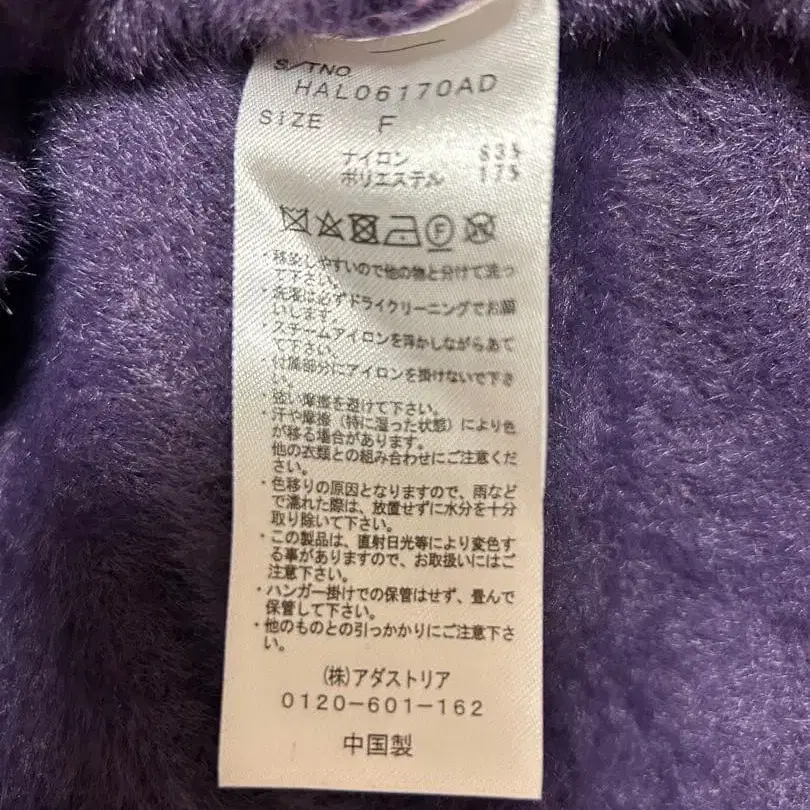 S/TNO.
HAL06170AD
SIZE F
ナイロン 83%
ポリエステル 17%
F
・移染しやすいので他の物と分けて洗っ
て下さい。
・洗濯は必ずドライクリーニングでお願
いします。
・スチームアイロンを浮かしながらあて
て下さい。
・付属部分にアイロンを掛けないで下さ
い。
・強い摩擦を避けて下さい。
・汗や摩擦(特に湿った状態)により色
が移る場合があります。
他の衣類との組み合わせにご注意くだ
さい。
・色移りの原因となりますので、雨など
で濡れた際は、放置せずに水分を十分
取り除いて下さい。
・この製品は、直射日光等により変色す
る事がありますので、お取扱いにはご
注意下さい。
・ハンガー掛けでの保管はせず、畳んで
保管して下さい。
・他のものとの引っかかりにご注意下さ
い。
(株)アダストリア
0120-601-162
中国製